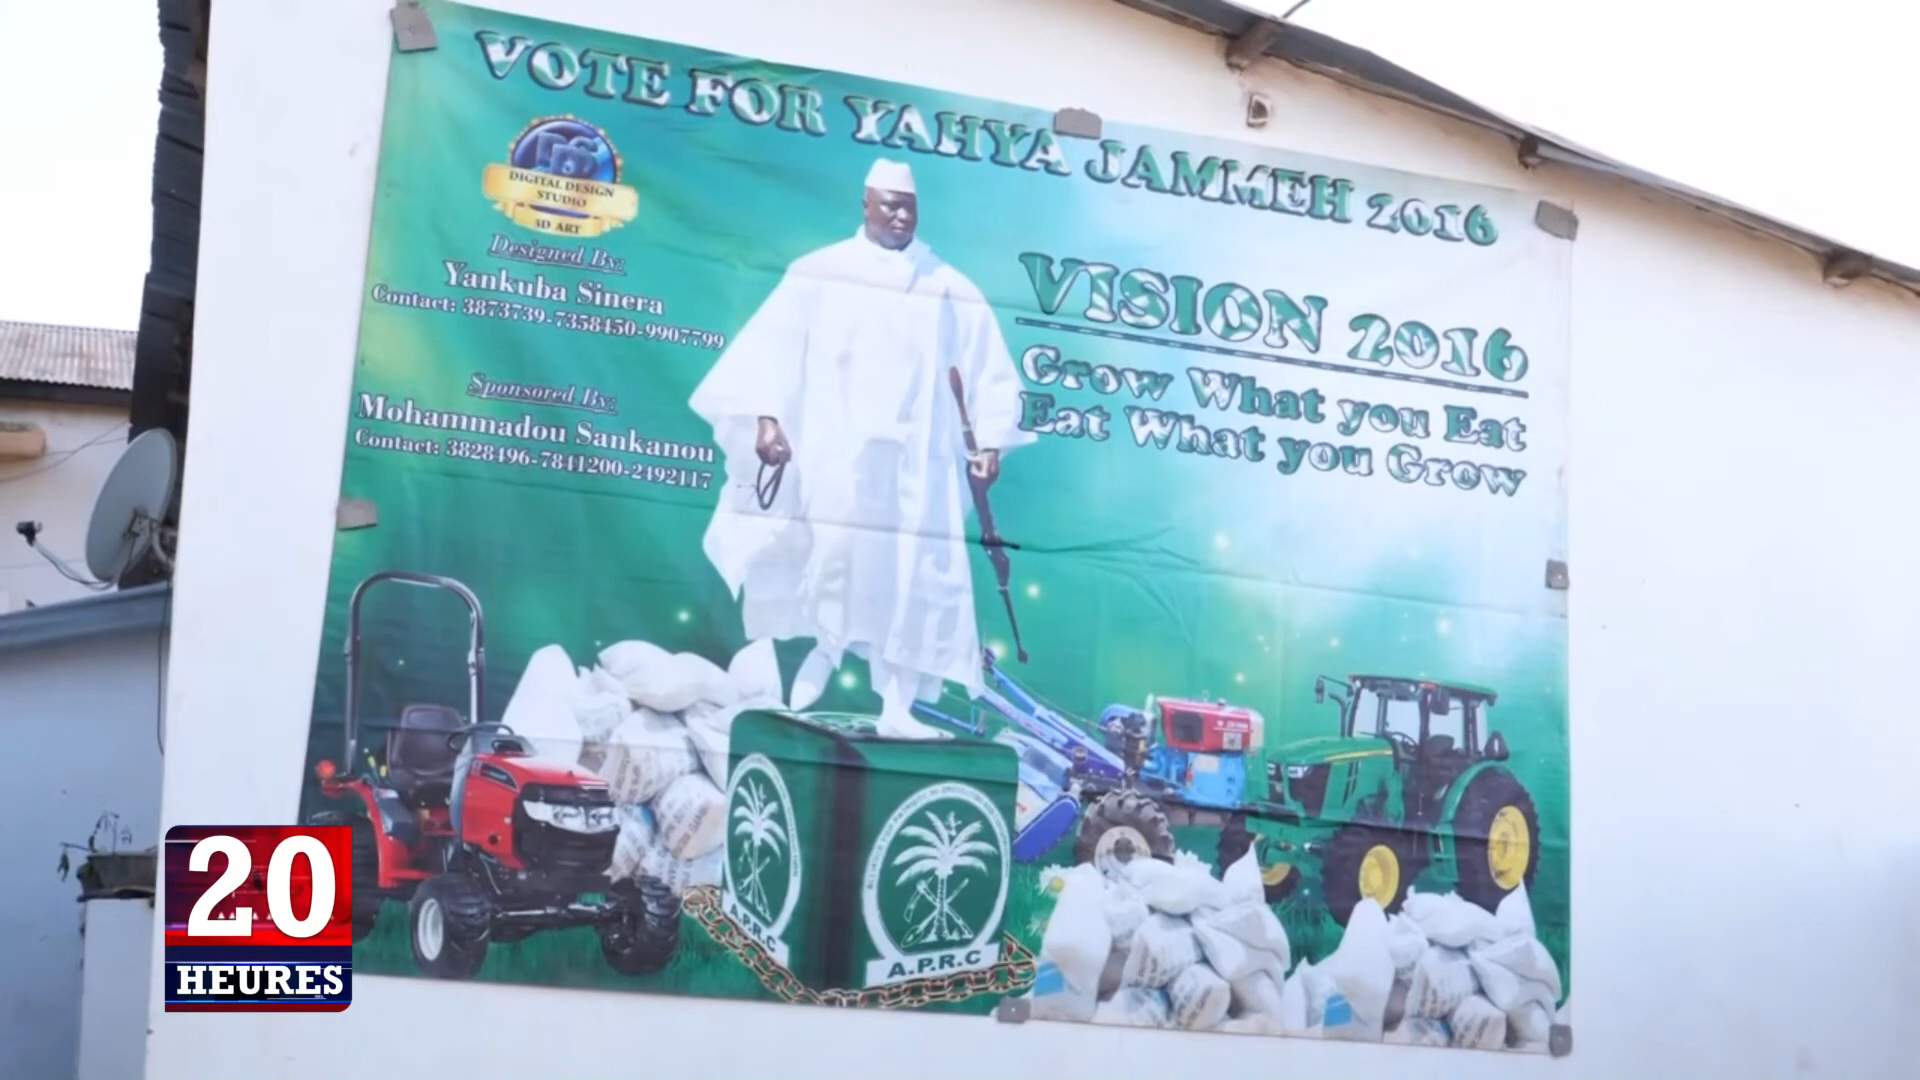 VOTE FOR YAHYA JAMMEH 2016
DIGITAL DESIGN
STUDIO
3D ART
Designed By:
Yankuba Sinera
Contact: 3873739-7358450-9907799
Sponsored By:
Mohammadou Sankanou
Contact: 3828496-7841200-2492117
VISION 2016
Grow What you Eat
Eat What you Grow
A.P.R.C
A.P.R.C
20
HEURES